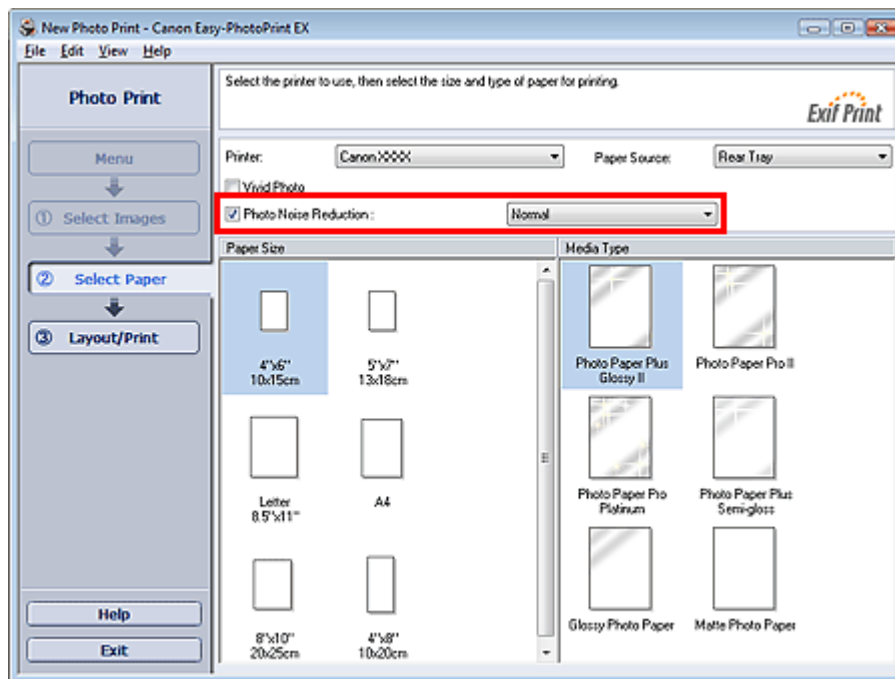 New Photo Print - Canon Easy-PhotoPrint EX
File Edit View Help
Photo Print
Select the printer to use, then select the size and type of paper for printing.
Exif Print
Menu
① Select Images
② Select Paper
③ Layout/Print
Help
Exit
Printer: Canon XXXX Paper Source: Rear Tray
Vivid Photo
Photo Noise Reduction : Normal
Paper Size Media Type
4"x6"
10x15cm
5"x7"
13x18cm
Letter
8.5"x11"
A4
8"x10"
20x25cm
4"x8"
10x20cm
Photo Paper Plus
Glossy II
Photo Paper Pro II
Photo Paper Pro
Platinum
Photo Paper Plus
Semi-gloss
Glossy Photo Paper
Matte Photo Paper